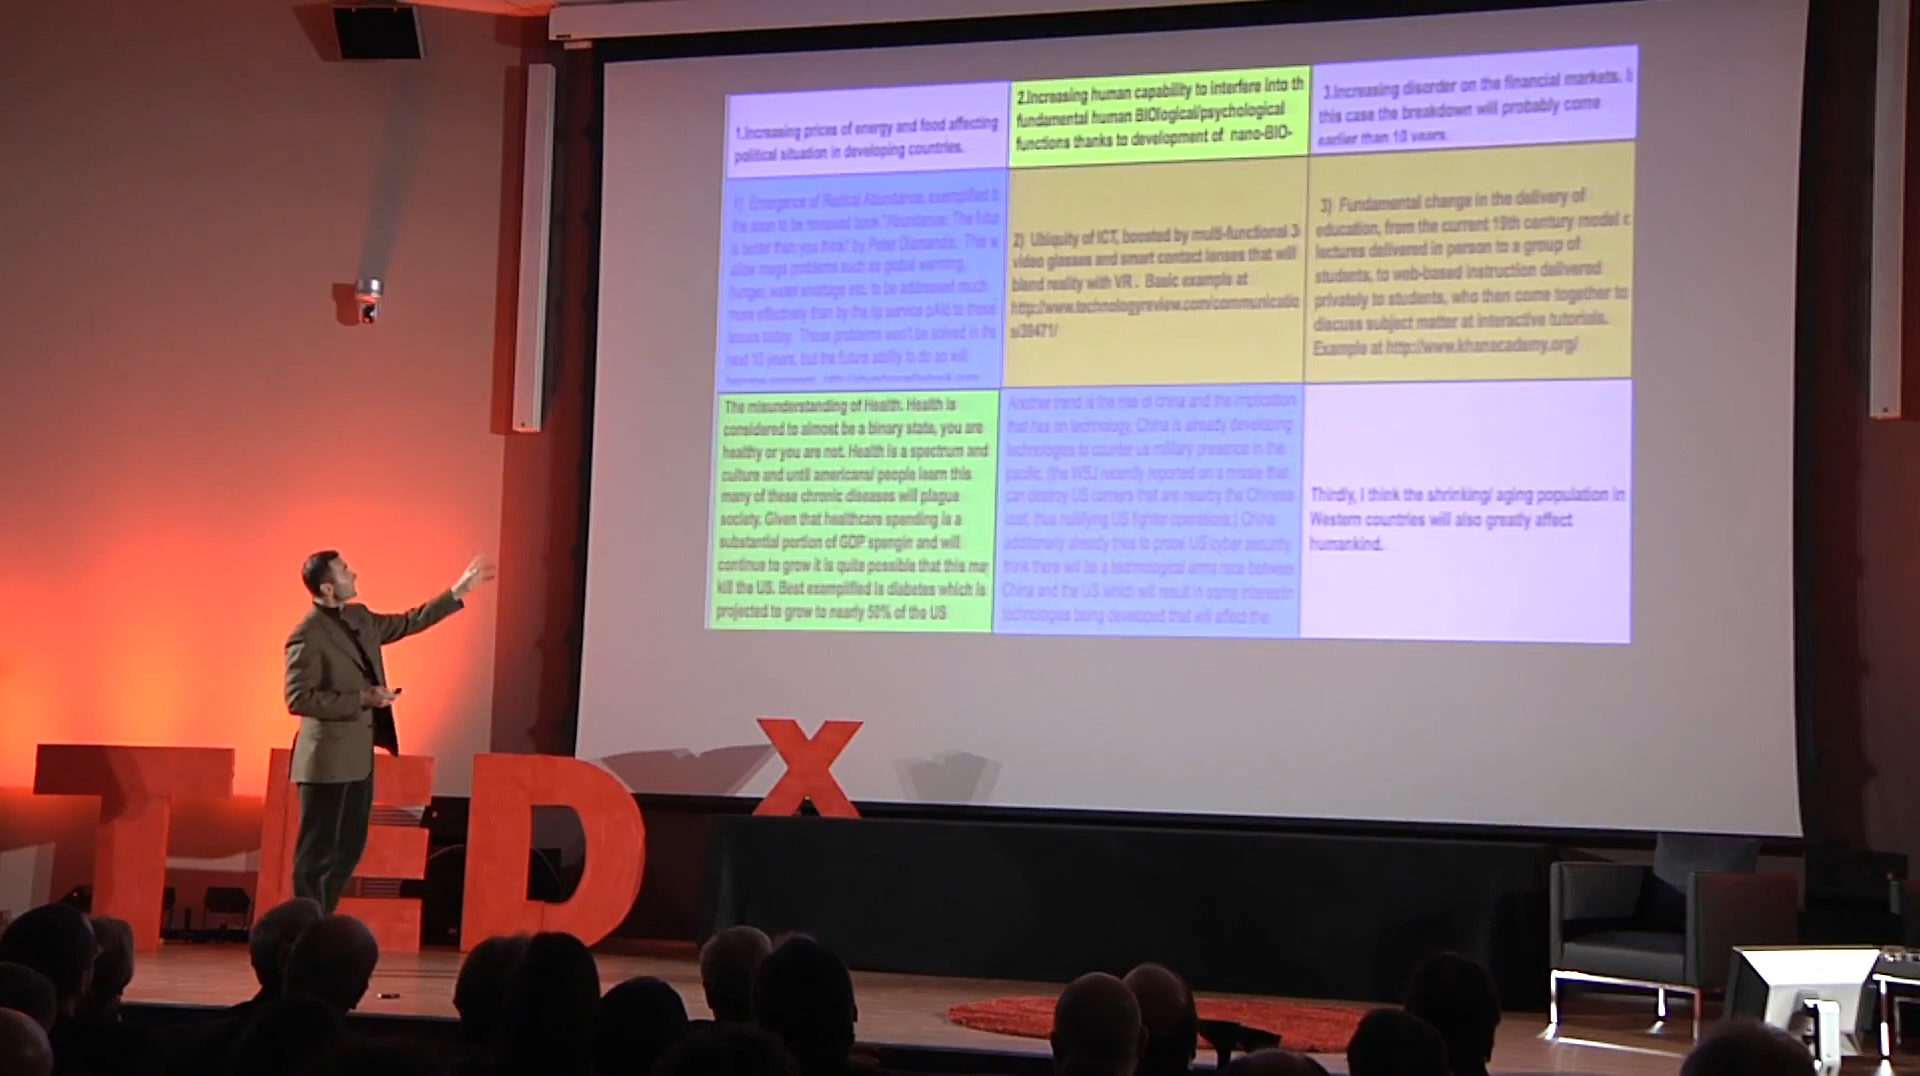 1.Increasing prices of energy and food affecting
political situation in developing countries.
2.Increasing human capability to interfere into th
fundamental human BIOlogical/psychological
functions thanks to development of nano-BIO-
3.Increasing disorder on the financial markets. I
this case the breakdown will probably come
earlier than 10 years.
1) Emergence of Radical Abundance, exemplified b
the soon to be released book "Abundance: The futur
is better than you think" by Peter Diamandis. This w
allow mega problems such as global warming,
hunger, water shortage etc. to be addressed much
more effectively than by the lip service pAId to these
issues today. These problems won't be solved in the
next 10 years, but the future ability to do so will
2) Ubiquity of ICT, boosted by multi-functional 3
video glasses and smart contact lenses that will
blend reality with VR . Basic example at
http://www.technologyreview.com/communicatio
s/39471/
3) Fundamental change in the delivery of
education, from the current 19th century model o
lectures delivered in person to a group of
students, to web-based instruction delivered
privately to students, who then come together to
discuss subject matter at interactive tutorials.
Example at http://www.khanacademy.org/
The misunderstanding of Health. Health is
considered to almost be a binary state, you are
healthy or you are not. Health is a spectrum and
culture and until americans/ people learn this
many of these chronic diseases will plague
society. Given that healthcare spending is a
substantial portion of GDP spengin and will
continue to grow it is quite possible that this may
kill the US. Best exemplified is diabetes which is
projected to grow to nearly 50% of the US
Another trend is the rise of china and the implication
that has on technology. China is already developing
technologies to counter us military presence in the
pacific, (the WSJ recently reported on a missle that
can destroy US carriers that are nearby the Chinese
coast, thus nullifying US fighter operations.) China
additionally already tries to probe US cyber security.
think there will be a technological arms race between
China and the US which will result in some interestin
technologies being developed that will affect the
Thirdly, I think the shrinking/ aging population in
Western countries will also greatly affect
humankind.
TED
X